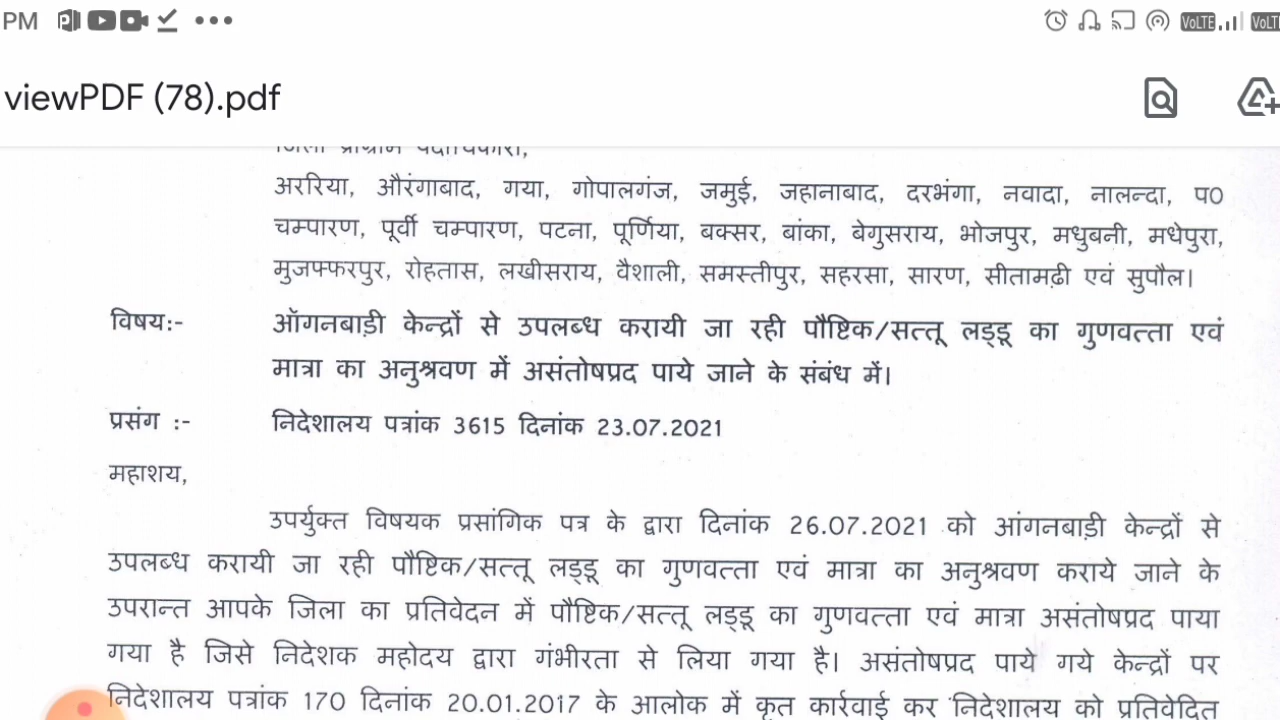 PM
VoLTE
viewPDF (78).pdf
जिला प्रोग्राम पदाधिकारी,
अररिया, औरंगाबाद, गया, गोपालगंज, जमुई, जहानाबाद, दरभंगा, नवादा, नालन्दा, प0
चम्पारण, पूर्वी चम्पारण, पटना, पूर्णिया, बक्सर, बांका, बेगुसराय, भोजपुर, मधुबनी, मधेपुरा,
मुजफ्फरपुर, रोहतास, लखीसराय, वैशाली, समस्तीपुर, सहरसा, सारण, सीतामढ़ी एवं सुपौल।
विषय:- ऑगनबाड़ी केन्द्रों से उपलब्ध करायी जा रही पौष्टिक/सत्तू लड्डू का गुणवत्ता एवं
मात्रा का अनुश्रवण में असंतोषप्रद पाये जाने के संबंध में।
प्रसंग :- निदेशालय पत्रांक 3615 दिनांक 23.07.2021
महाशय,
उपर्युक्त विषयक प्रसांगिक पत्र के द्वारा दिनांक 26.07.2021 को आंगनबाड़ी केन्द्रों से
उपलब्ध करायी जा रही पौष्टिक/सत्तू लड्डू का गुणवत्ता एवं मात्रा का अनुश्रवण कराये जाने के
उपरान्त आपके जिला का प्रतिवेदन में पौष्टिक/सत्तू लड्डू का गुणवत्ता एवं मात्रा असंतोषप्रद पाया
गया है जिसे निदेशक महोदय द्वारा गंभीरता से लिया गया है। असंतोषप्रद पाये गये केन्द्रों पर
निदेशालय पत्रांक 170 दिनांक 20.01.2017 के आलोक में कृत कार्रवाई कर निदेशालय को प्रतिवेदित